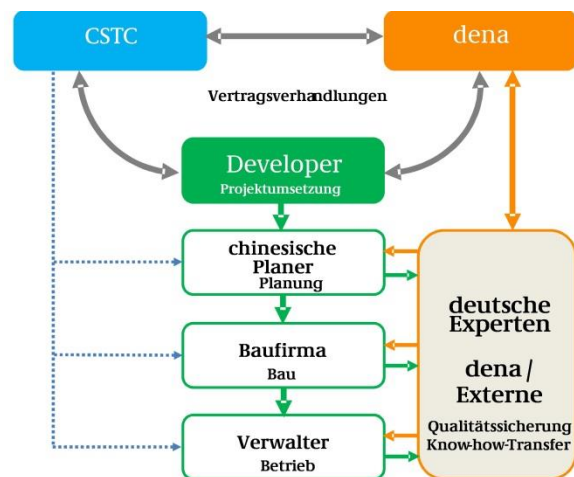 CSTC
dena
Vertragsverhandlungen
Developer
Projektumsetzung
chinesische
Planer
Planung
Baufirma
Bau
Verwalter
Betrieb
deutsche
Experten
dena/
Externe
Qualitätssicherung
Know-how-Transfer